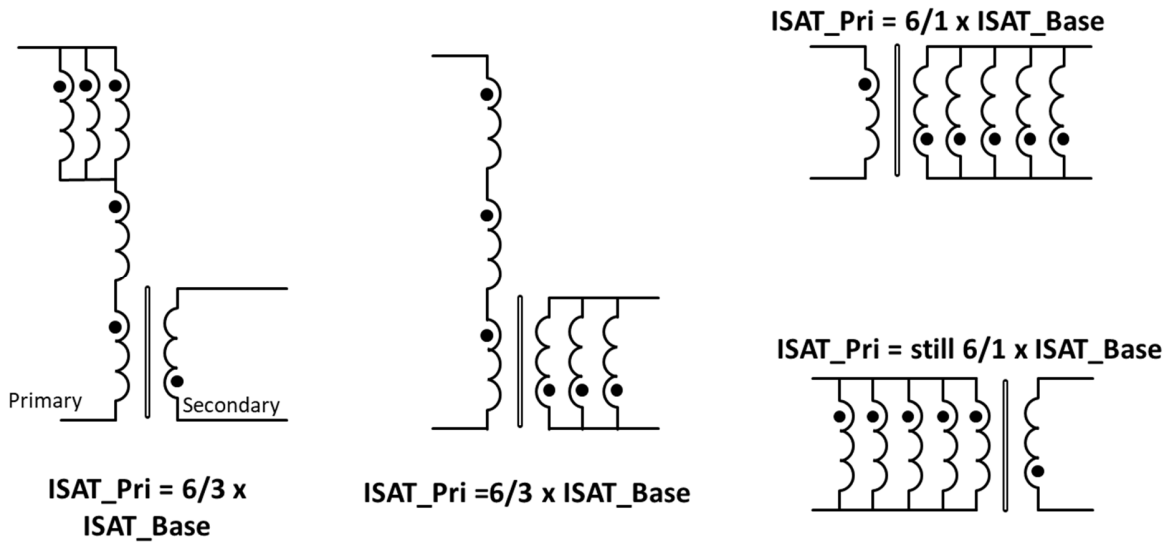 ISAT_Pri = 6/1 x ISAT_Base
ISAT_Pri = still 6/1 x ISAT_Base
Primary
Secondary
ISAT_Pri = 6/3 x
ISAT_Base
ISAT_Pri =6/3 x ISAT_Base